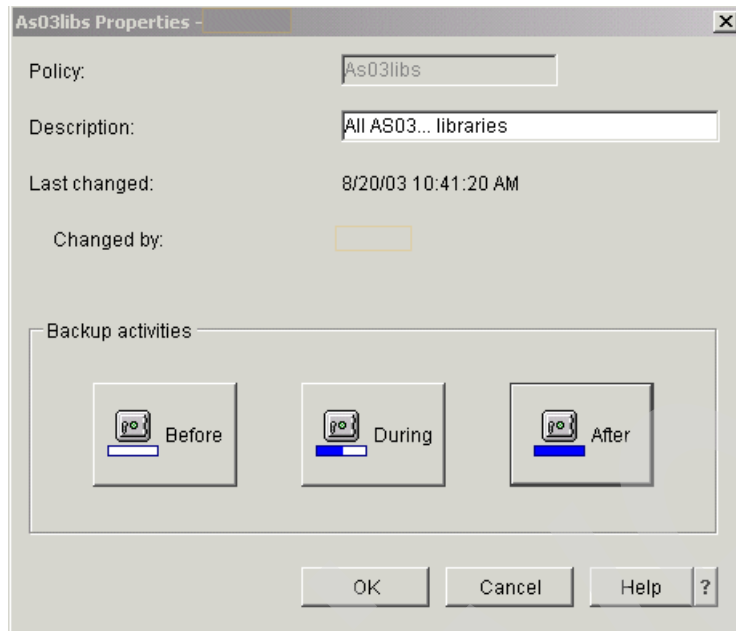 As03libs Properties -
Policy: As03libs
Description: All AS03... libraries
Last changed: 8/20/03 10:41:20 AM
Changed by:
Backup activities
Before During After
OK Cancel Help ?